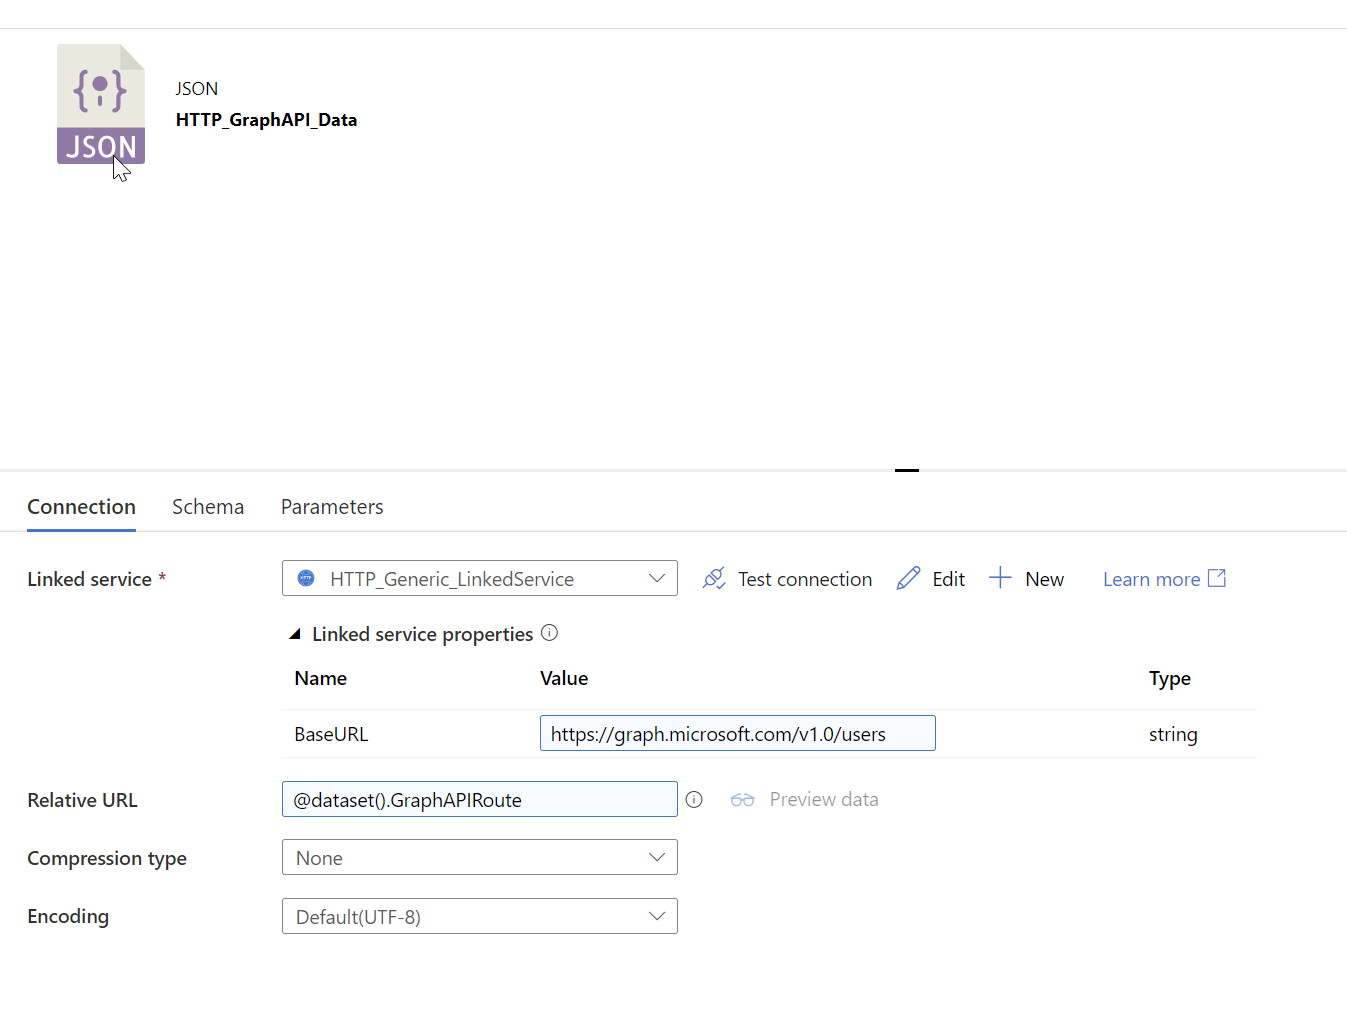 JSON
JSON
HTTP_GraphAPI_Data
Connection Schema Parameters
Linked service * HTTP HTTP_Generic_LinkedService Test connection Edit New Learn more
Linked service properties
Name Value Type
BaseURL https://graph.microsoft.com/v1.0/users string
Relative URL @dataset().GraphAPIRoute Preview data
Compression type None
Encoding Default(UTF-8)